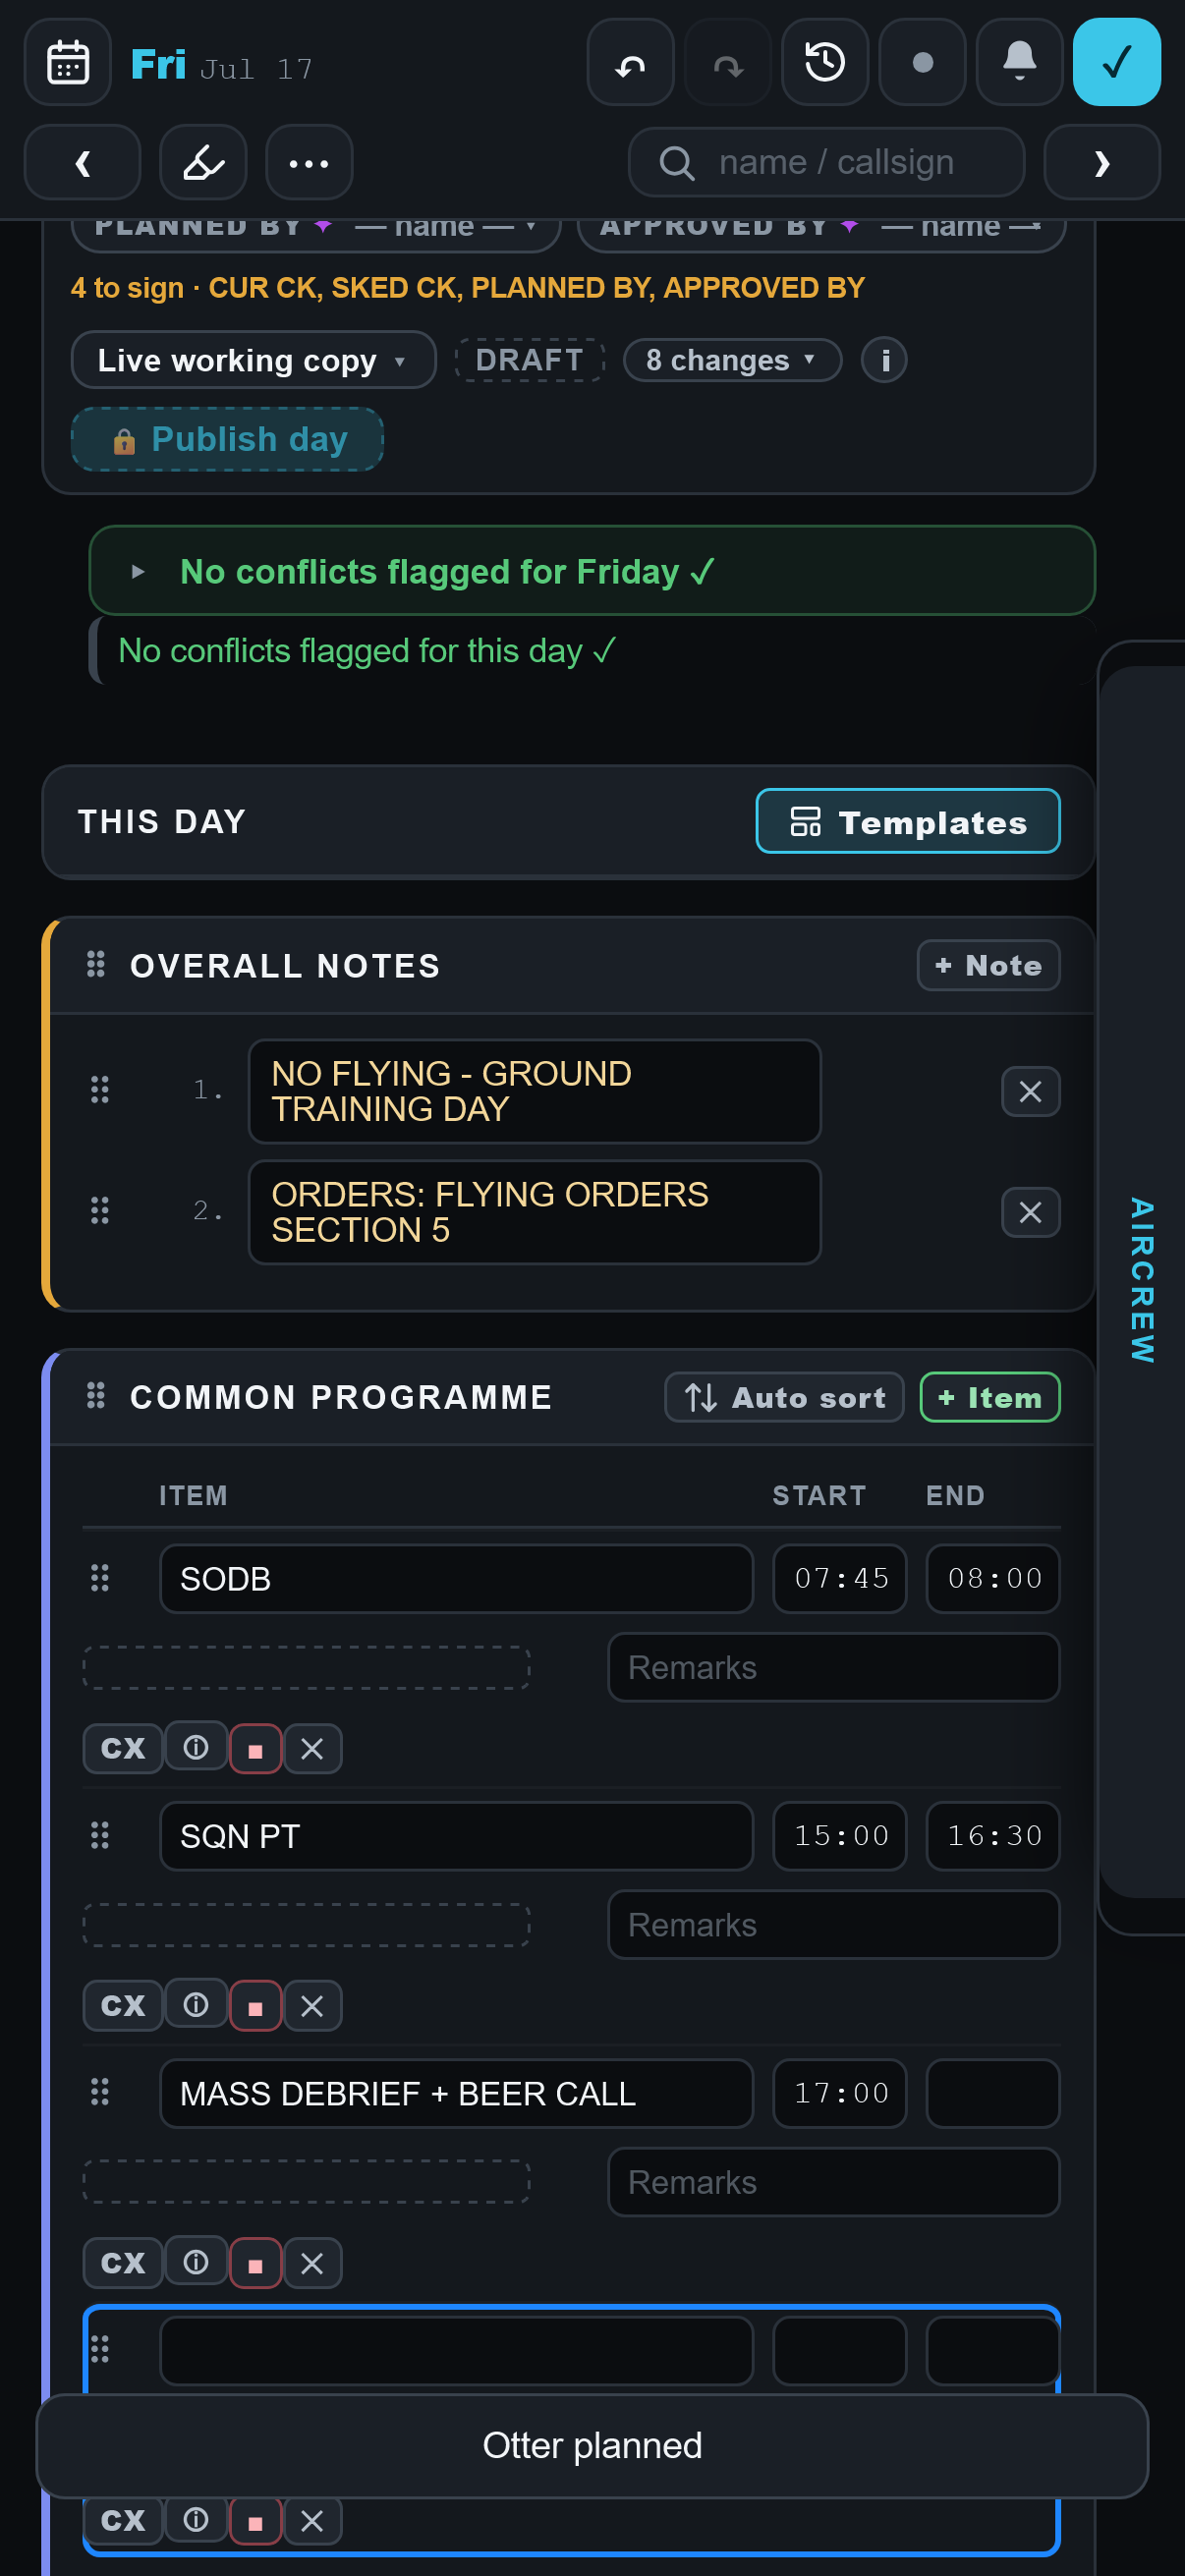 Fri Jul 17
name / callsign
PLANNED BY — name — APPROVED BY — name —
4 to sign · CUR CK, SKED CK, PLANNED BY, APPROVED BY
Live working copy DRAFT 8 changes i
Publish day
No conflicts flagged for Friday ✓
No conflicts flagged for this day ✓
THIS DAY Templates
OVERALL NOTES + Note
1. NO FLYING - GROUND
TRAINING DAY
2. ORDERS: FLYING ORDERS
SECTION 5
AIRCREW
COMMON PROGRAMME Auto sort + Item
ITEM START END
SODB 07:45 08:00
Remarks
CX
SQN PT 15:00 16:30
Remarks
CX
MASS DEBRIEF + BEER CALL 17:00
Remarks
CX
Otter planned
CX